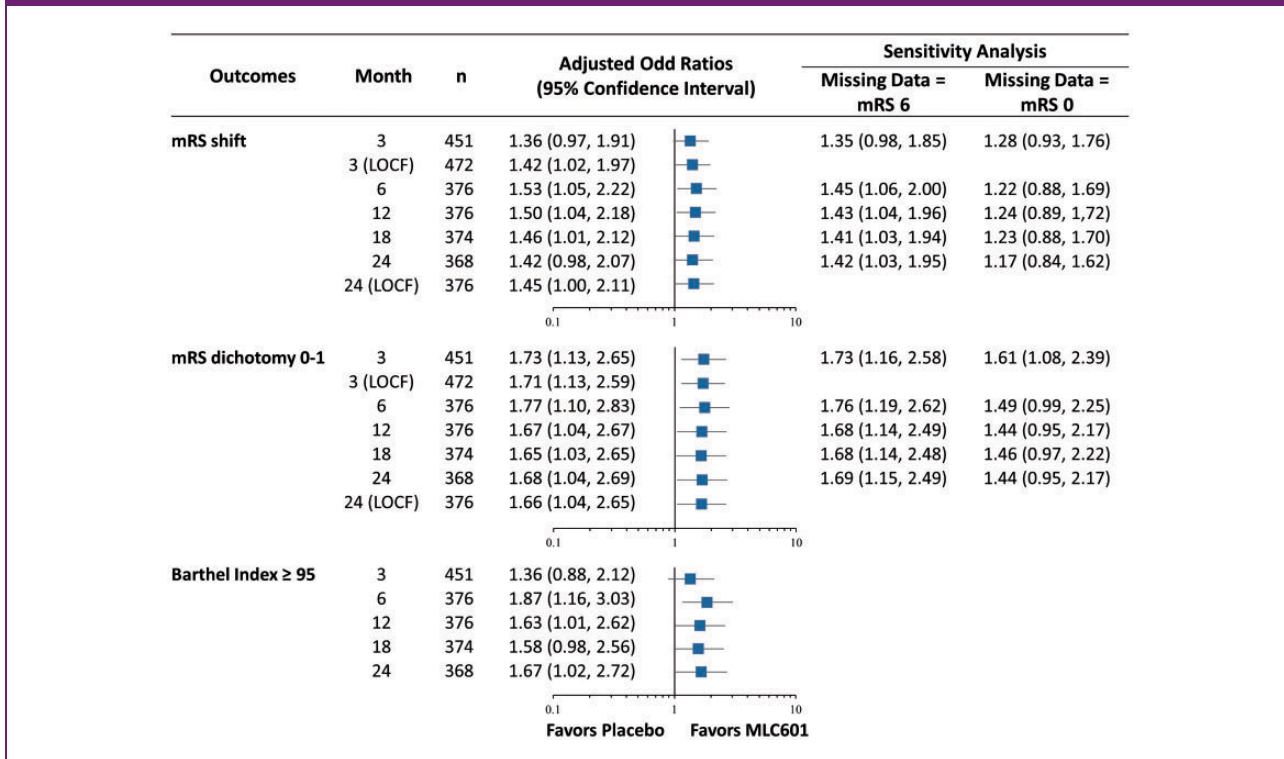 Outcomes Month n Adjusted Odd Ratios (95% Confidence Interval) Sensitivity Analysis
Missing Data = mRS 6 Missing Data = mRS 0
mRS shift 3 451 1.36 (0.97, 1.91) 1.35 (0.98, 1.85) 1.28 (0.93, 1.76)
3 (LOCF) 472 1.42 (1.02, 1.97)
6 376 1.53 (1.05, 2.22) 1.45 (1.06, 2.00) 1.22 (0.88, 1.69)
12 376 1.50 (1.04, 2.18) 1.43 (1.04, 1.96) 1.24 (0.89, 1,72)
18 374 1.46 (1.01, 2.12) 1.41 (1.03, 1.94) 1.23 (0.88, 1.70)
24 368 1.42 (0.98, 2.07) 1.42 (1.03, 1.95) 1.17 (0.84, 1.62)
24 (LOCF) 376 1.45 (1.00, 2.11)
0.1 1 10
mRS dichotomy 0-1 3 451 1.73 (1.13, 2.65) 1.73 (1.16, 2.58) 1.61 (1.08, 2.39)
3 (LOCF) 472 1.71 (1.13, 2.59)
6 376 1.77 (1.10, 2.83) 1.76 (1.19, 2.62) 1.49 (0.99, 2.25)
12 376 1.67 (1.04, 2.67) 1.68 (1.14, 2.49) 1.44 (0.95, 2.17)
18 374 1.65 (1.03, 2.65) 1.68 (1.14, 2.48) 1.46 (0.97, 2.22)
24 368 1.68 (1.04, 2.69) 1.69 (1.15, 2.49) 1.44 (0.95, 2.17)
24 (LOCF) 376 1.66 (1.04, 2.65)
0.1 1 10
Barthel Index ≥ 95 3 451 1.36 (0.88, 2.12)
6 376 1.87 (1.16, 3.03)
12 376 1.63 (1.01, 2.62)
18 374 1.58 (0.98, 2.56)
24 368 1.67 (1.02, 2.72)
0.1 1 10
Favors Placebo Favors MLC601